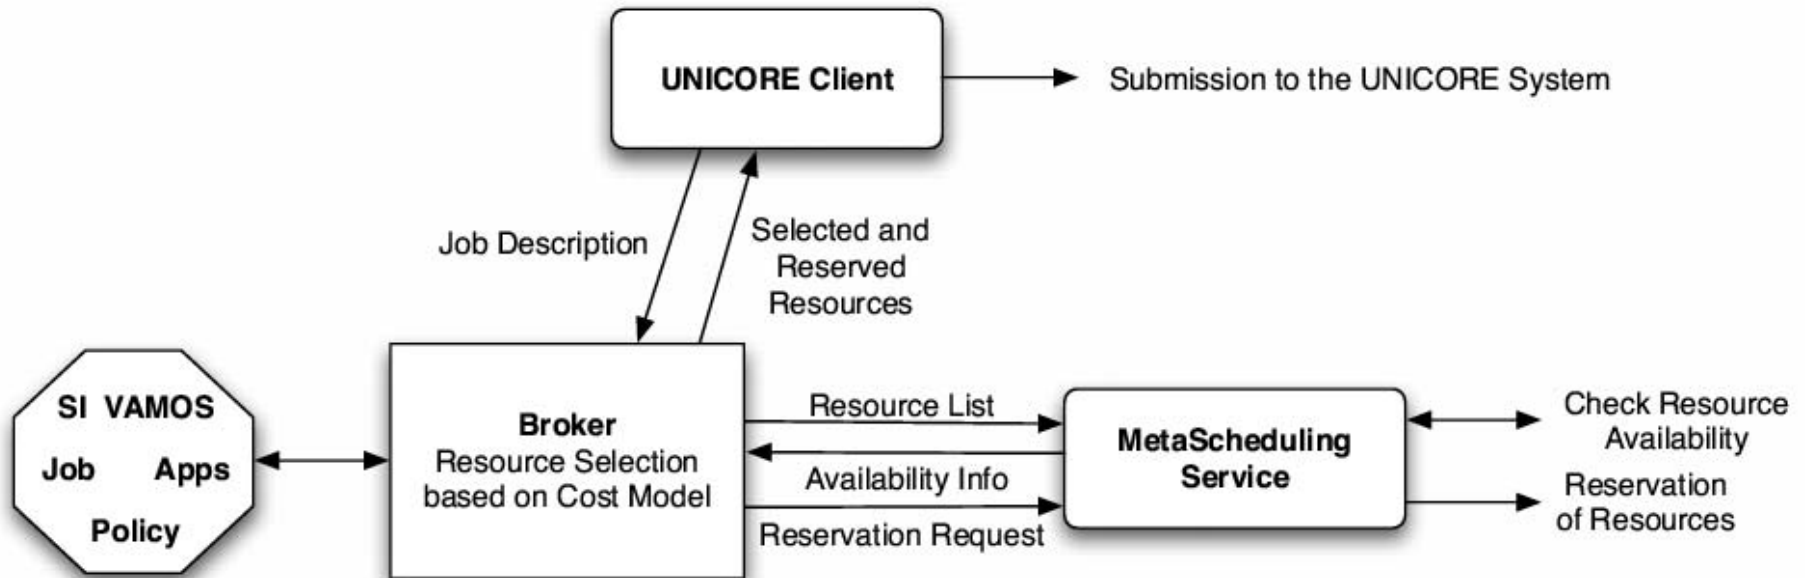 UNICORE Client
Submission to the UNICORE System
Job Description
Selected and
Reserved
Resources
SI VAMOS
Job Apps
Policy
Broker
Resource Selection
based on Cost Model
Resource List
Availability Info
Reservation Request
MetaScheduling
Service
Check Resource
Availability
Reservation
of Resources